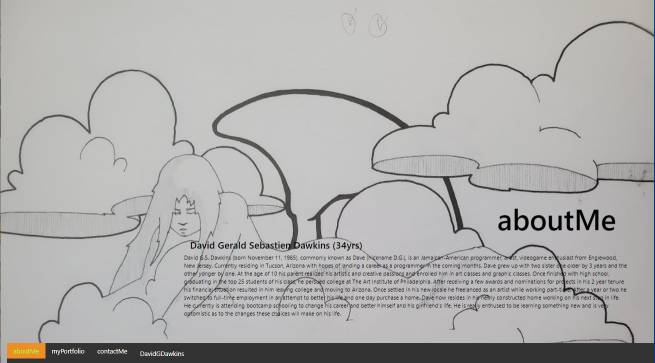 aboutMe
David Gerald Sebastien Dawkins (34yrs)
David G.S. Dawkins (born November 11, 1985), commonly known as Dave (nickname D.G.), is an Jamaican-American programmer, artist, videogame enthusiast from Englewood,
New Jersey. Currently residing in Tucson, Arizona with hopes of landing a career as a programmer in the coming months. Dave grew up with two sister one older by 3 years and the
other yonger by one. At the age of 10 his parent realized his artistic and creative passions and enrolled him in art classes and graphic classes. Once finished with high school,
graduating in the top 25 students of his class, he persued college at The Art Institute of Philadelphia. After receiving a few awards and nominations for projects in his 2 year tenure
his financial situation resulted in him leaving college and moving to Arizona. Once settled in his new locale he freelanced as an artist while working part-time. After a year or two he
switched to full-time employment in an attempt to better his life and one day purchase a home. Dave now resides in his newly constructed home working on his next step in life.
He currently is attending bootcamp schooling to change his career and better himself and his girlfriend's life. He is really enthused to be learning something new and is very
optomistic as to the changes these choices will make on his life.
aboutMe myPortfolio contactMe DavidGDawkins